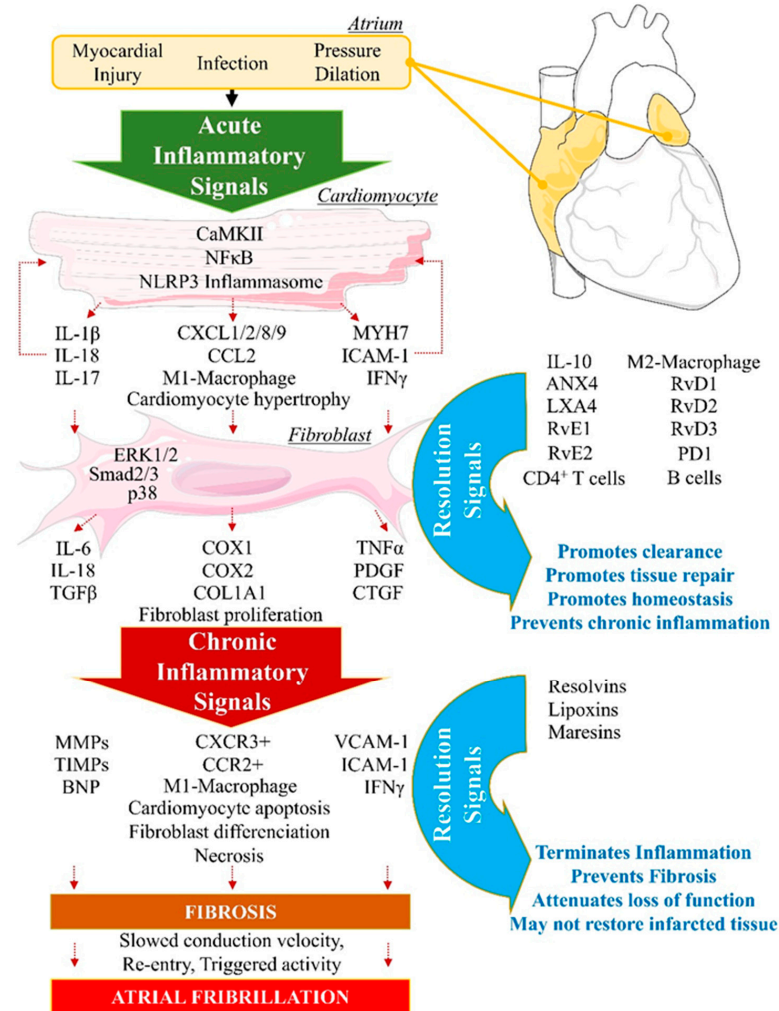 Atrium
Myocardial Injury
Infection
Pressure Dilation
Acute
Inflammatory
Signals
Cardiomyocyte
CaMKII
NFκB
NLRP3 Inflammasome
IL-1β CXCL1/2/8/9 MYH7
IL-18 CCL2 ICAM-1
IL-17 M1-Macrophage IFNγ
Cardiomyocyte hypertrophy
Fibroblast
ERK1/2
Smad2/3
p38
IL-6 COX1 TNFα
IL-18 COX2 PDGF
TGFβ COL1A1 CTGF
Fibroblast proliferation
Resolution
Signals
IL-10 M2-Macrophage
ANX4 RvD1
LXA4 RvD2
RvE1 RvD3
RvE2 PD1
CD4⁺ T cells B cells
Promotes clearance
Promotes tissue repair
Promotes homeostasis
Prevents chronic inflammation
Chronic
Inflammatory
Signals
MMPs CXCR3+ VCAM-1
TIMPs CCR2+ ICAM-1
BNP M1-Macrophage IFNγ
Cardiomyocyte apoptosis
Fibroblast differenciation
Necrosis
Resolution
Signals
Resolvins
Lipoxins
Maresins
Terminates Inflammation
Prevents Fibrosis
Attenuates loss of function
May not restore infarcted tissue
FIBROSIS
Slowed conduction velocity,
Re-entry, Triggered activity
ATRIAL FRIBRILLATION